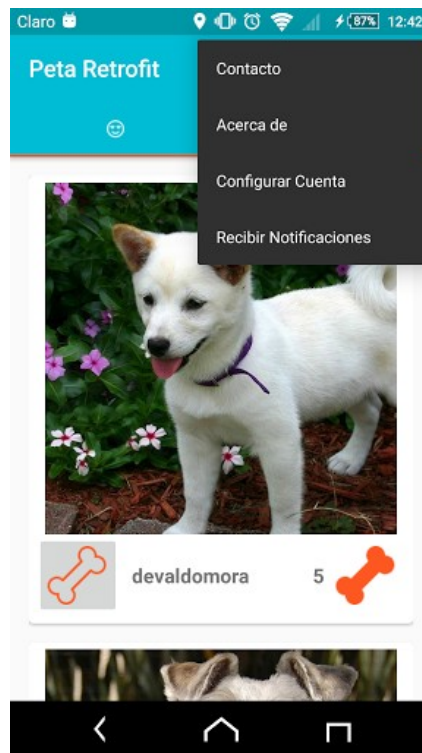 Claro 87% 12:42
Peta Retrofit
Contacto
Acerca de
Configurar Cuenta
Recibir Notificaciones
devaldomora 5